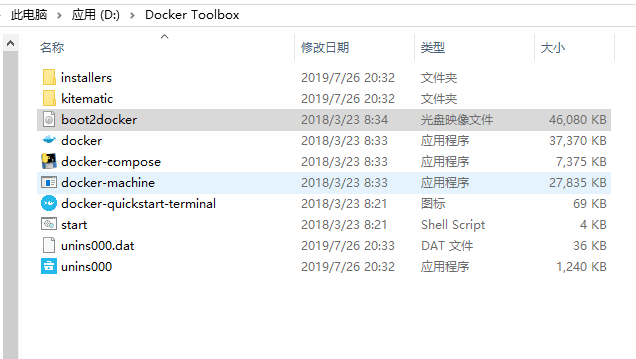 此电脑 > 应用 (D:) > Docker Toolbox
名称 修改日期 类型 大小
installers 2019/7/26 20:32 文件夹
kitematic 2019/7/26 20:32 文件夹
boot2docker 2018/3/23 8:34 光盘映像文件 46,080 KB
docker 2018/3/23 8:33 应用程序 37,370 KB
docker-compose 2018/3/23 8:33 应用程序 7,375 KB
docker-machine 2018/3/23 8:33 应用程序 27,835 KB
docker-quickstart-terminal 2018/3/23 8:21 图标 69 KB
start 2018/3/23 8:21 Shell Script 4 KB
unins000.dat 2019/7/26 20:33 DAT 文件 36 KB
unins000 2019/7/26 20:32 应用程序 1,240 KB